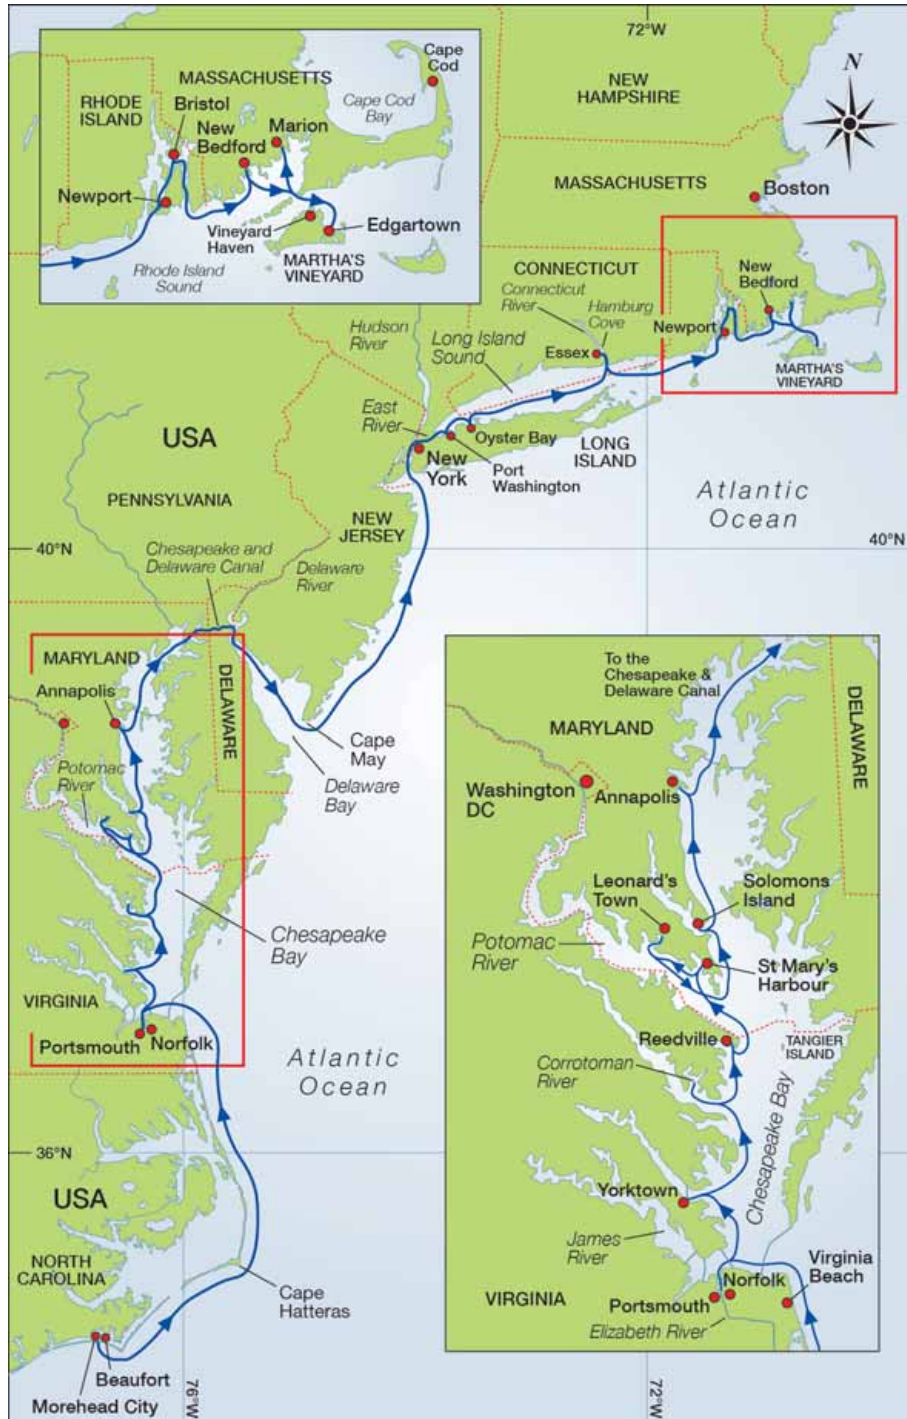 72°W
N
NEW
HAMPSHIRE
MASSACHUSETTS
Boston
CONNECTICUT
Connecticut
River
Hamburg
Cove
New
Bedford
Newport
MARTHA'S
VINEYARD
Essex
Hudson
River
Long Island
Sound
East
River
Oyster Bay
New
York
Port
Washington
LONG
ISLAND
USA
PENNSYLVANIA
NEW
JERSEY
Atlantic
Ocean
40°N
40°N
Chesapeake and
Delaware Canal
Delaware
River
MARYLAND
DELAWARE
Annapolis
Potomac
River
Cape
May
Delaware
Bay
Chesapeake
Bay
VIRGINIA
Portsmouth
Norfolk
Atlantic
Ocean
36°N
USA
NORTH
CAROLINA
Cape
Hatteras
Beaufort
Morehead City
76°W
72°W
MASSACHUSETTS
Cape
Cod
Cape Cod
Bay
RHODE
ISLAND
Bristol
New
Bedford
Marion
Newport
Vineyard
Haven
Edgartown
MARTHA'S
VINEYARD
Rhode Island
Sound
To the
Chesapeake &
Delaware Canal
MARYLAND
DELAWARE
Washington
DC
Annapolis
Leonard's
Town
Solomons
Island
Potomac
River
St Mary's
Harbour
Reedville
TANGIER
ISLAND
Corrotoman
River
Chesapeake Bay
Yorktown
James
River
Virginia
Beach
Norfolk
VIRGINIA
Portsmouth
Elizabeth River